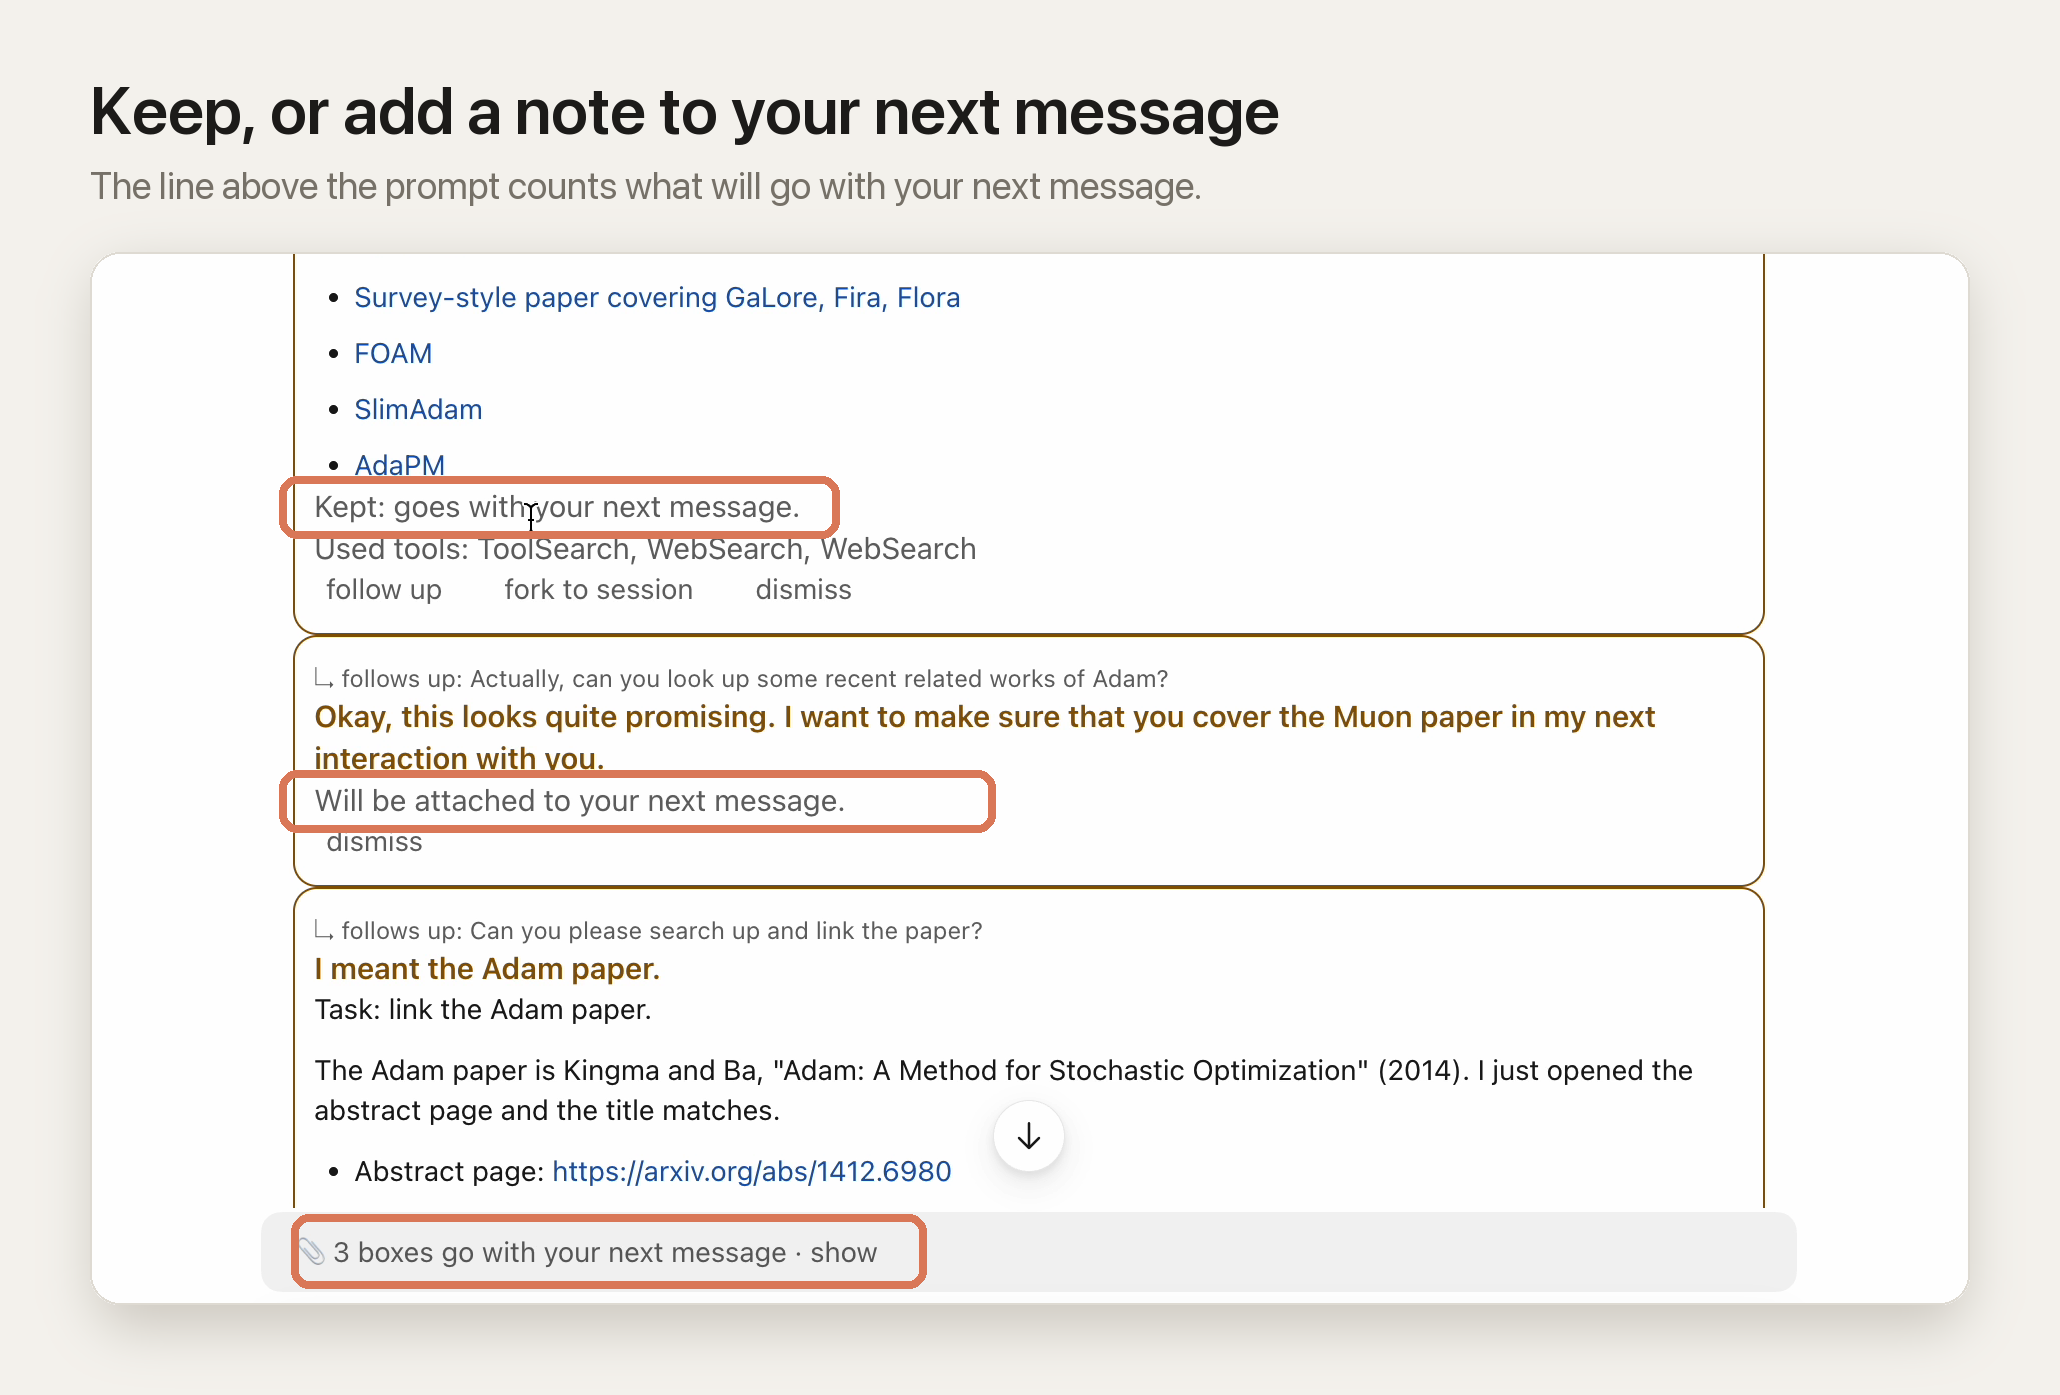 Keep, or add a note to your next message
The line above the prompt counts what will go with your next message.
• Survey-style paper covering GaLore, Fira, Flora
• FOAM
• SlimAdam
• AdaPM
Kept: goes with your next message.
Used tools: ToolSearch, WebSearch, WebSearch
follow up fork to session dismiss
follows up: Actually, can you look up some recent related works of Adam?
Okay, this looks quite promising. I want to make sure that you cover the Muon paper in my next
interaction with you.
Will be attached to your next message.
dismiss
follows up: Can you please search up and link the paper?
I meant the Adam paper.
Task: link the Adam paper.
The Adam paper is Kingma and Ba, "Adam: A Method for Stochastic Optimization" (2014). I just opened the
abstract page and the title matches.
• Abstract page: https://arxiv.org/abs/1412.6980
3 boxes go with your next message · show